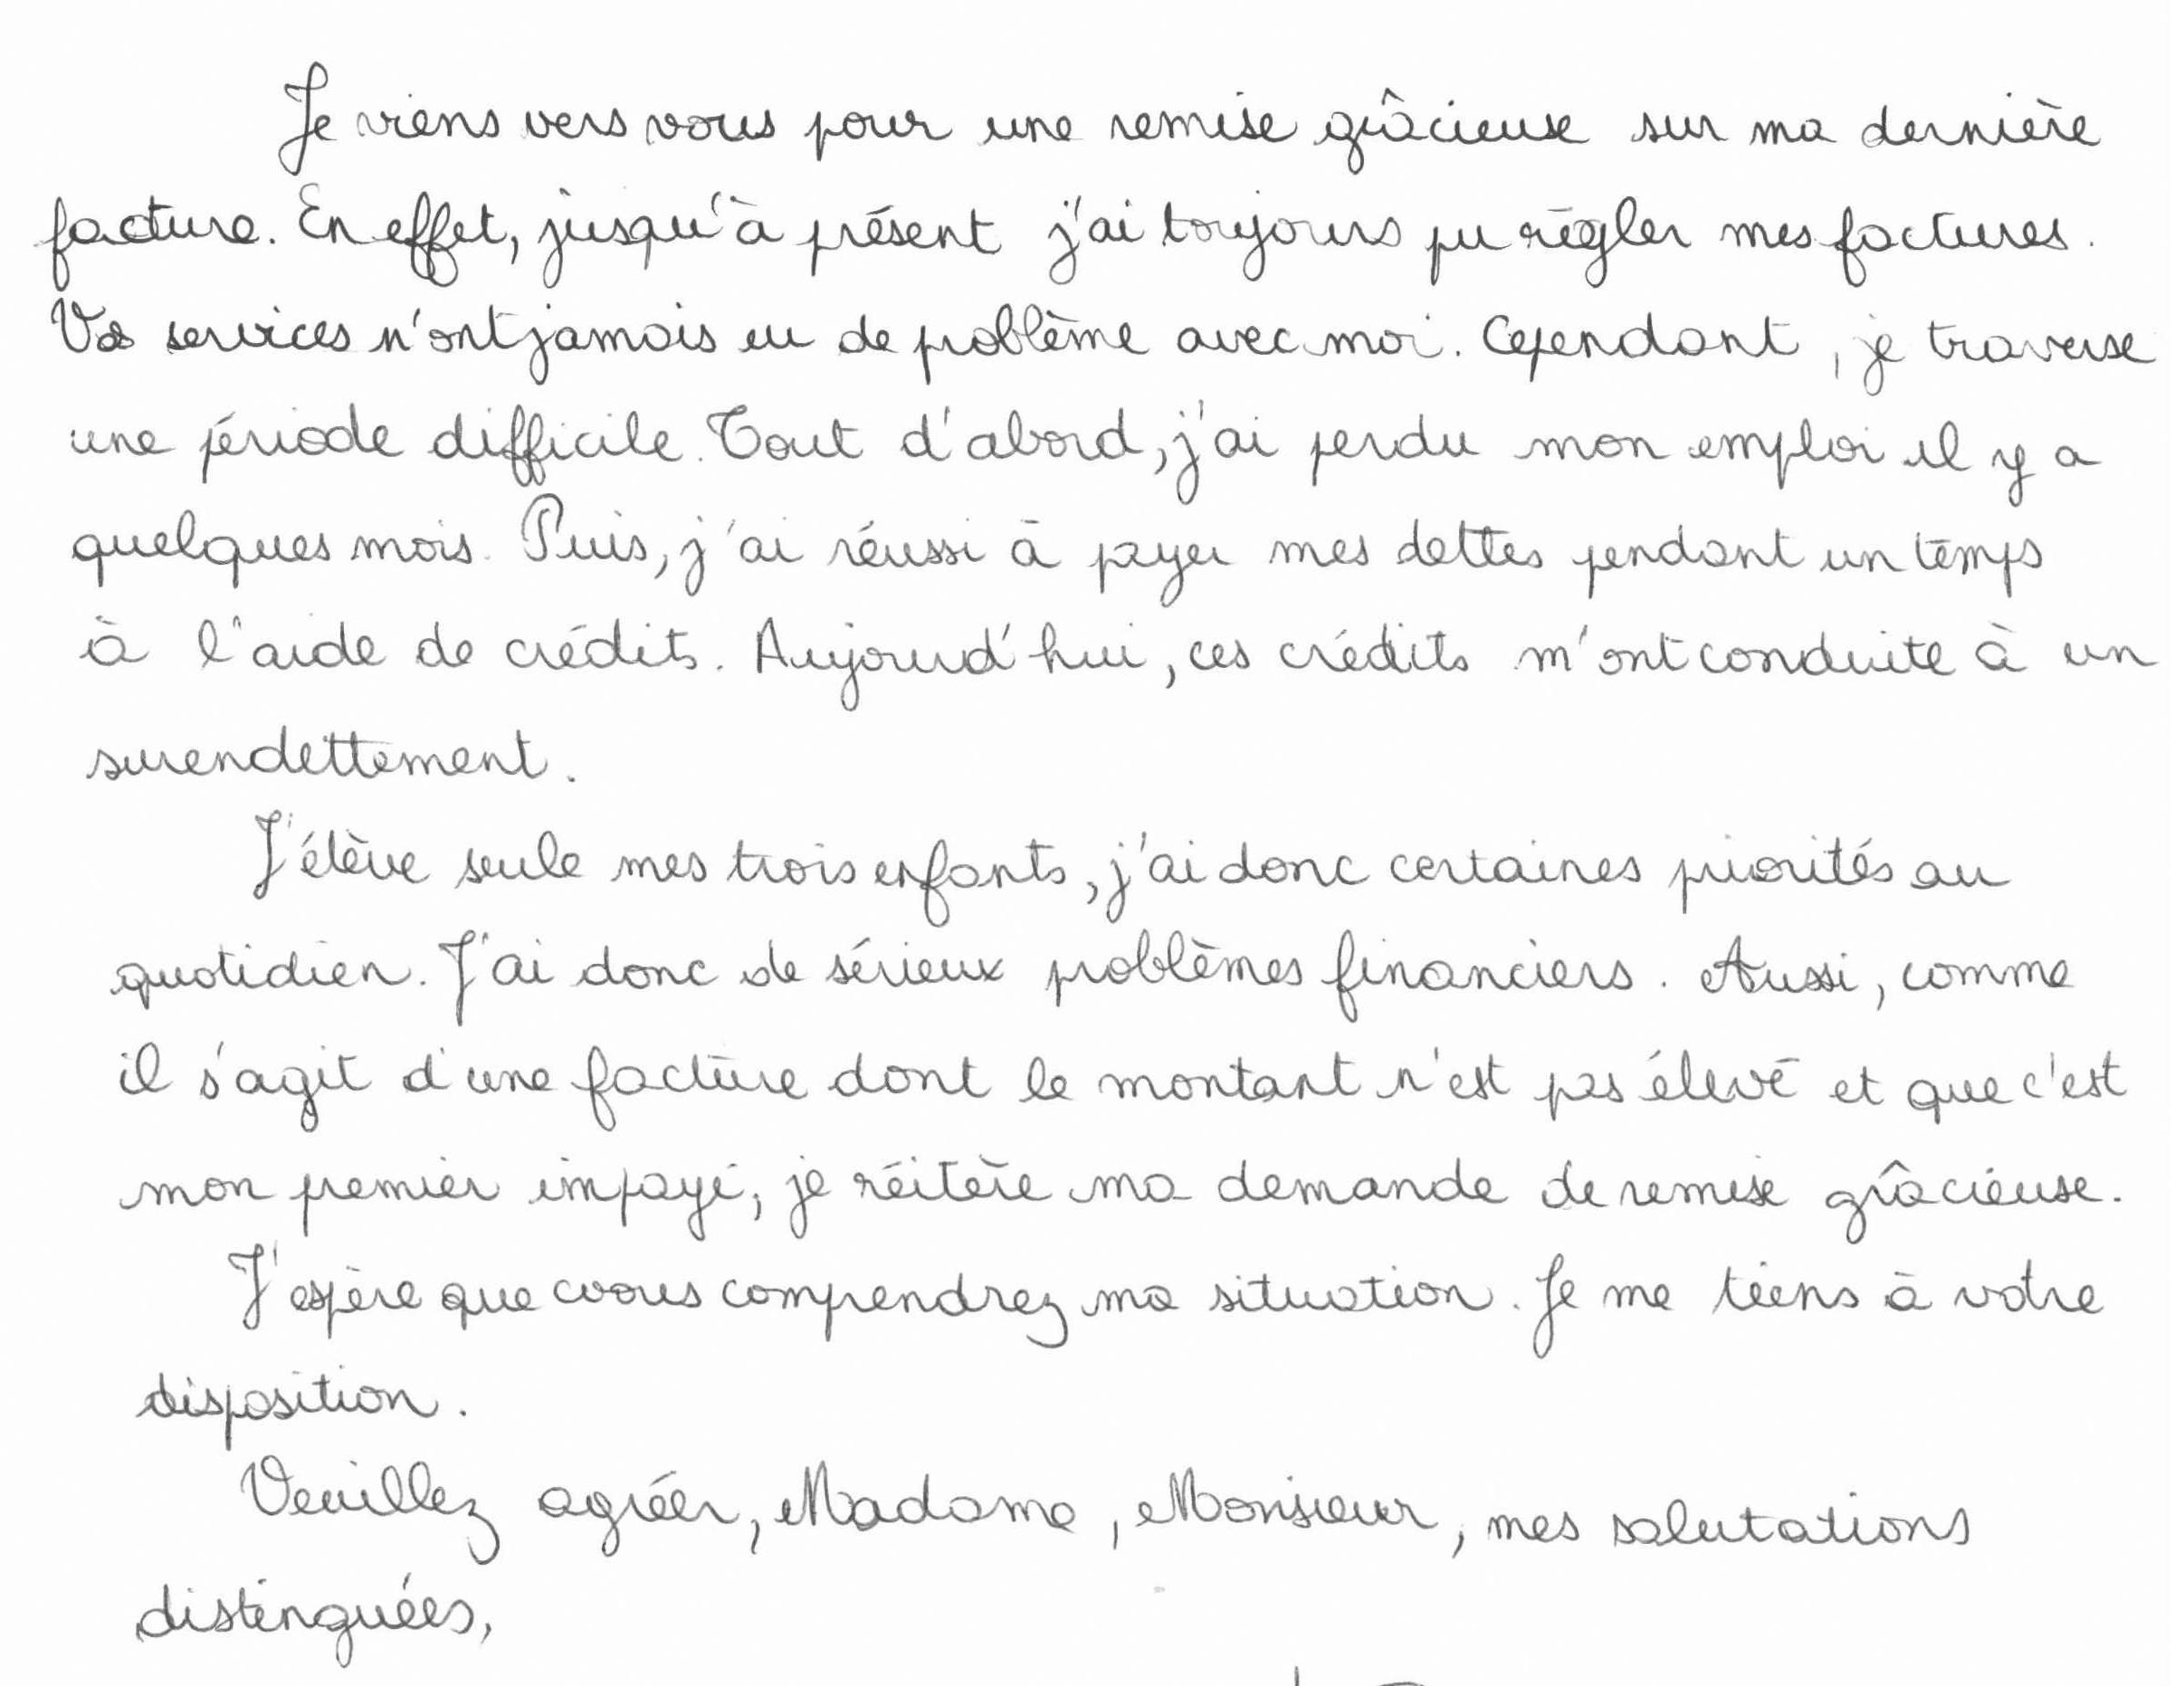 Je viens vers vous pour une remise grâcieuse sur ma dernière
facture. En effet, jusqu'à présent j'ai toujours pu régler mes factures.
Vos services n'ont jamais eu de problème avec moi. Cependant, je traverse
une période difficile. Tout d'abord, j'ai perdu mon emploi il y a
quelques mois. Puis, j'ai réussi à payer mes dettes pendant un temps
à l'aide de crédits. Aujourd'hui, ces crédits m'ont conduite à un
surendettement.
J'élève seule mes trois enfants, j'ai donc certaines priorités au
quotidien. J'ai donc de sérieux problèmes financiers. Aussi, comme
il s'agit d'une facture dont le montant n'est pas élevé et que c'est
mon premier impayé, je réitère ma demande de remise grâcieuse.
J'espère que vous comprendrez ma situation. Je me tiens à votre
disposition.
Veuillez agréer, Madame, Monsieur, mes salutations
distinguées,